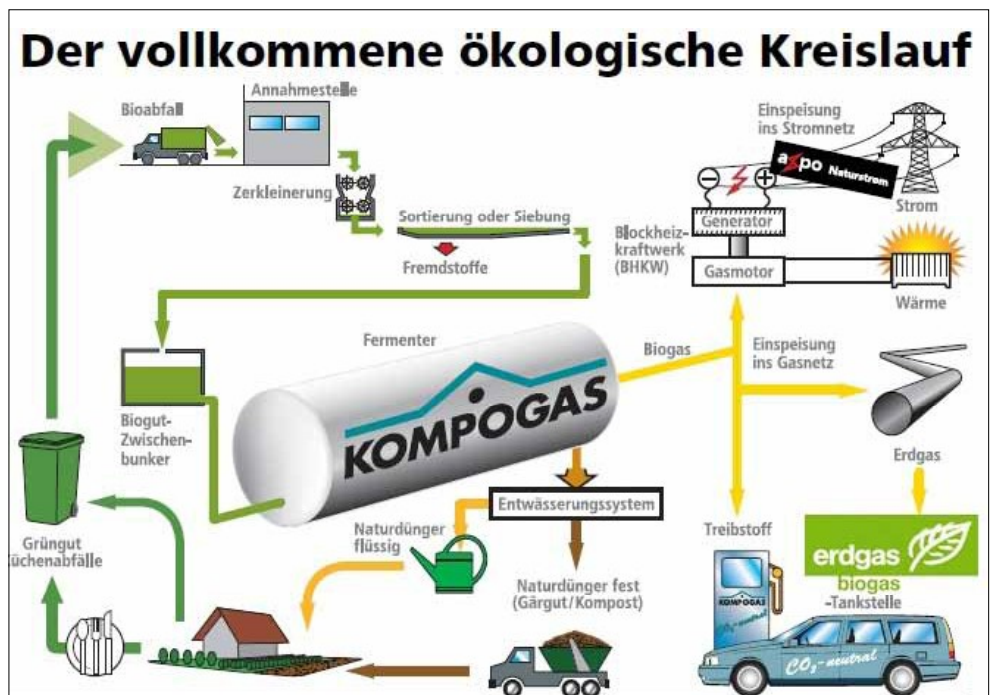 Der vollkommene ökologische Kreislauf
Bioabfall
Annahmestelle
Zerkleinerung
Sortierung oder Siebung
Fremdstoffe
Einspeisung
ins Stromnetz
axpo Naturstrom
Strom
Generator
Blockheiz-
kraftwerk
(BHKW)
Gasmotor
Wärme
Fermenter
Biogas
Einspeisung
ins Gasnetz
KOMPOGAS
Biogut-
Zwischen-
bunker
Erdgas
Entwässerungssystem
Naturdünger
flüssig
Treibstoff
erdgas
biogas
-Tankstelle
Grüngut
Küchenabfälle
Naturdünger fest
(Gärgut/Kompost)
KOMPOGAS
CO₂-neutral
CO₂-neutral